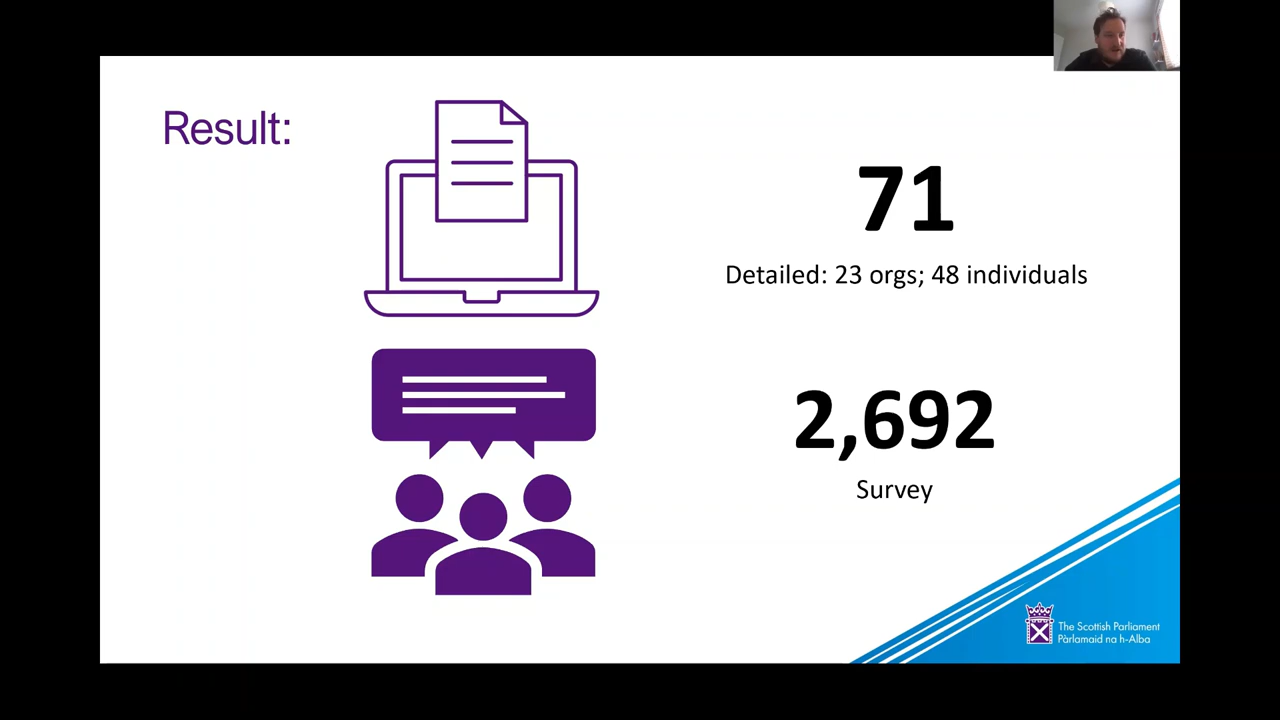 Result:
71
Detailed: 23 orgs; 48 individuals
2,692
Survey
The Scottish Parliament
Pàrlamaid na h-Alba